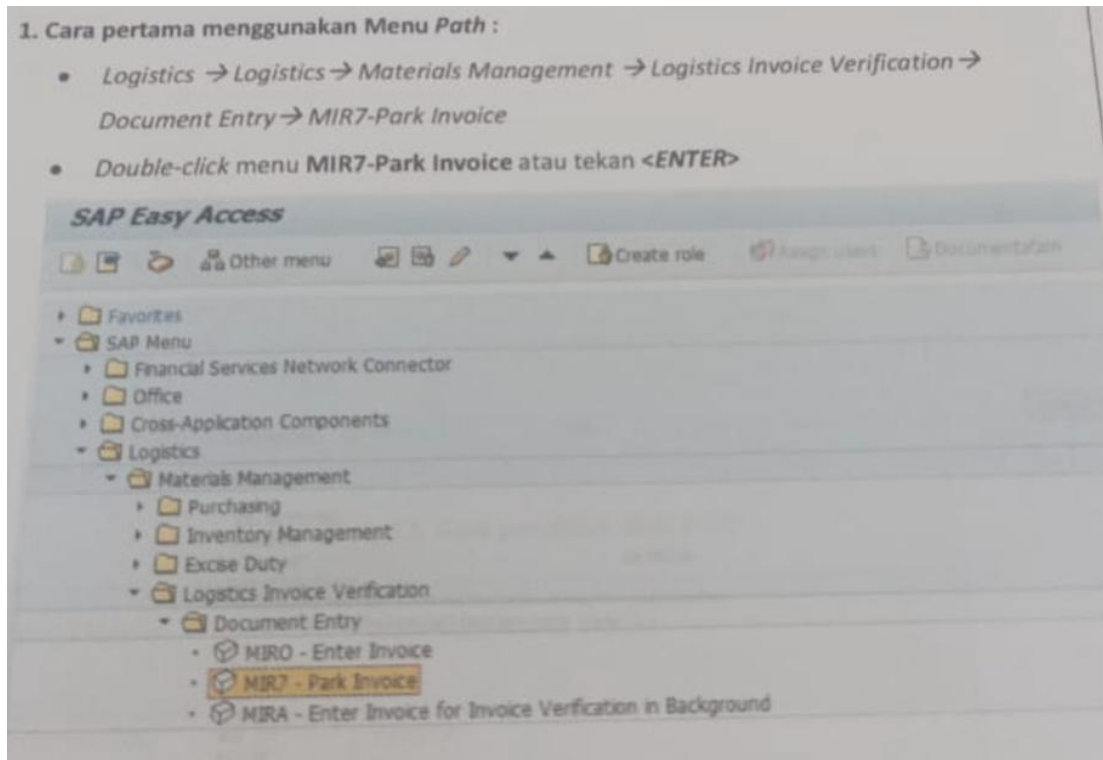 1. Cara pertama menggunakan Menu Path :
• Logistics → Logistics → Materials Management → Logistics Invoice Verification →
Document Entry → MIR7-Park Invoice
• Double-click menu MIR7-Park Invoice atau tekan <ENTER>
SAP Easy Access
Other menu Create role Assign users Documentation
Favorites
SAP Menu
Financial Services Network Connector
Office
Cross-Application Components
Logistics
Materials Management
Purchasing
Inventory Management
Excise Duty
Logistics Invoice Verification
Document Entry
MIRO - Enter Invoice
MIR7 - Park Invoice
MIRA - Enter Invoice for Invoice Verification in Background